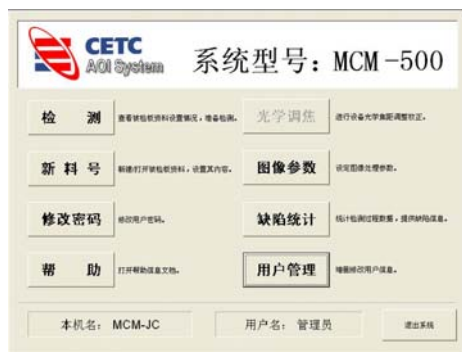 CETC
AOI System
系统型号：MCM-500
检 测
查看被检板资料设置情况，准备检测。
光学调焦
进行设备光学焦距调整校正。
新 料 号
新建/打开被检板资料，设置其内容。
图像参数
设定图像处理参数。
修改密码
修改用户密码。
缺陷统计
统计检测过程数据，提供缺陷信息。
帮 助
打开帮助信息文档。
用户管理
增删修改用户信息。
本机名：MCM-JC
用户名：管理员
退出系统